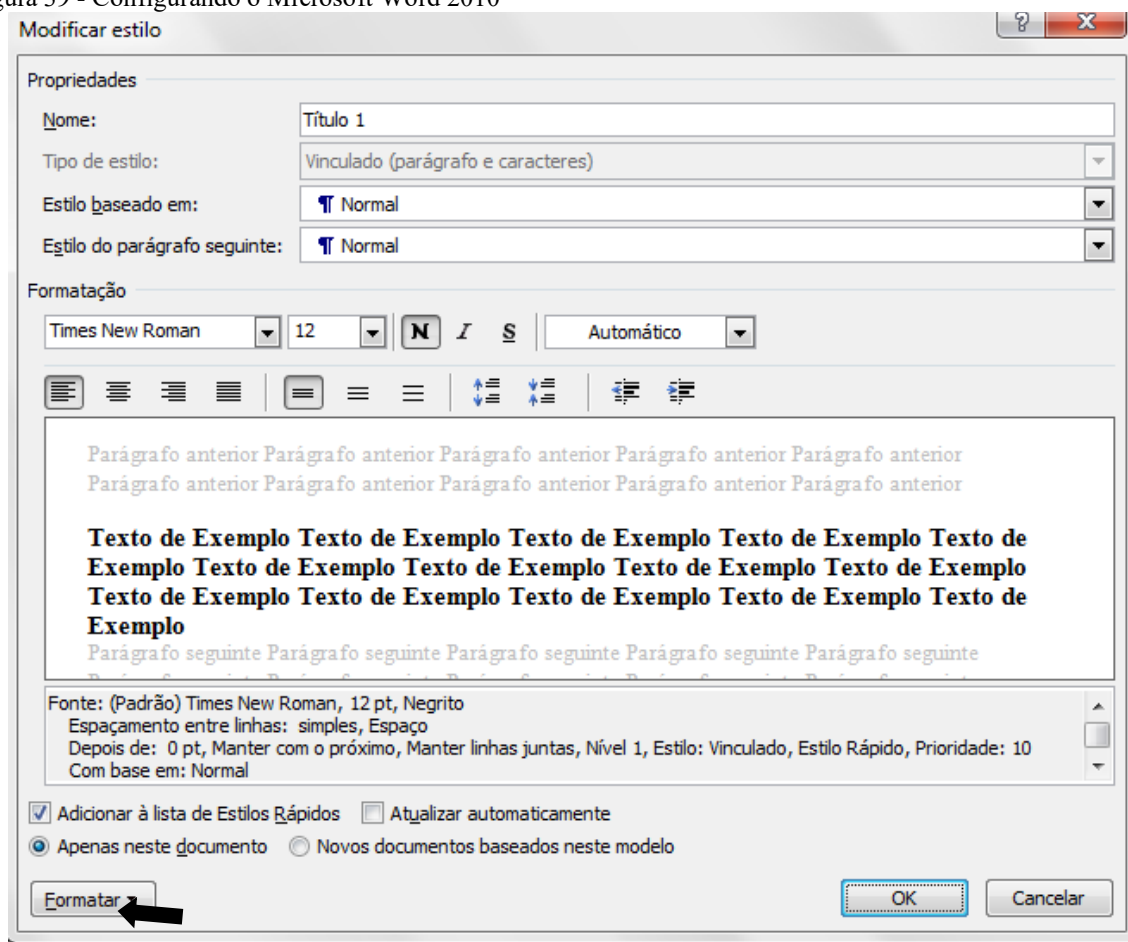 gura 39 - Configurando o Microsoft Word 2010
Modificar estilo
Propriedades
Nome: Título 1
Tipo de estilo: Vinculado (parágrafo e caracteres)
Estilo baseado em: ¶ Normal
Estilo do parágrafo seguinte: ¶ Normal
Formatação
Times New Roman 12 N I S Automático
Parágrafo anterior Parágrafo anterior Parágrafo anterior Parágrafo anterior Parágrafo anterior
Parágrafo anterior Parágrafo anterior Parágrafo anterior Parágrafo anterior Parágrafo anterior
Texto de Exemplo Texto de Exemplo Texto de Exemplo Texto de Exemplo Texto de
Exemplo Texto de Exemplo Texto de Exemplo Texto de Exemplo Texto de Exemplo
Texto de Exemplo Texto de Exemplo Texto de Exemplo Texto de Exemplo Texto de
Exemplo
Parágrafo seguinte Parágrafo seguinte Parágrafo seguinte Parágrafo seguinte Parágrafo seguinte
Fonte: (Padrão) Times New Roman, 12 pt, Negrito
Espaçamento entre linhas: simples, Espaço
Depois de: 0 pt, Manter com o próximo, Manter linhas juntas, Nível 1, Estilo: Vinculado, Estilo Rápido, Prioridade: 10
Com base em: Normal
Adicionar à lista de Estilos Rápidos Atualizar automaticamente
Apenas neste documento Novos documentos baseados neste modelo
Formatar OK Cancelar